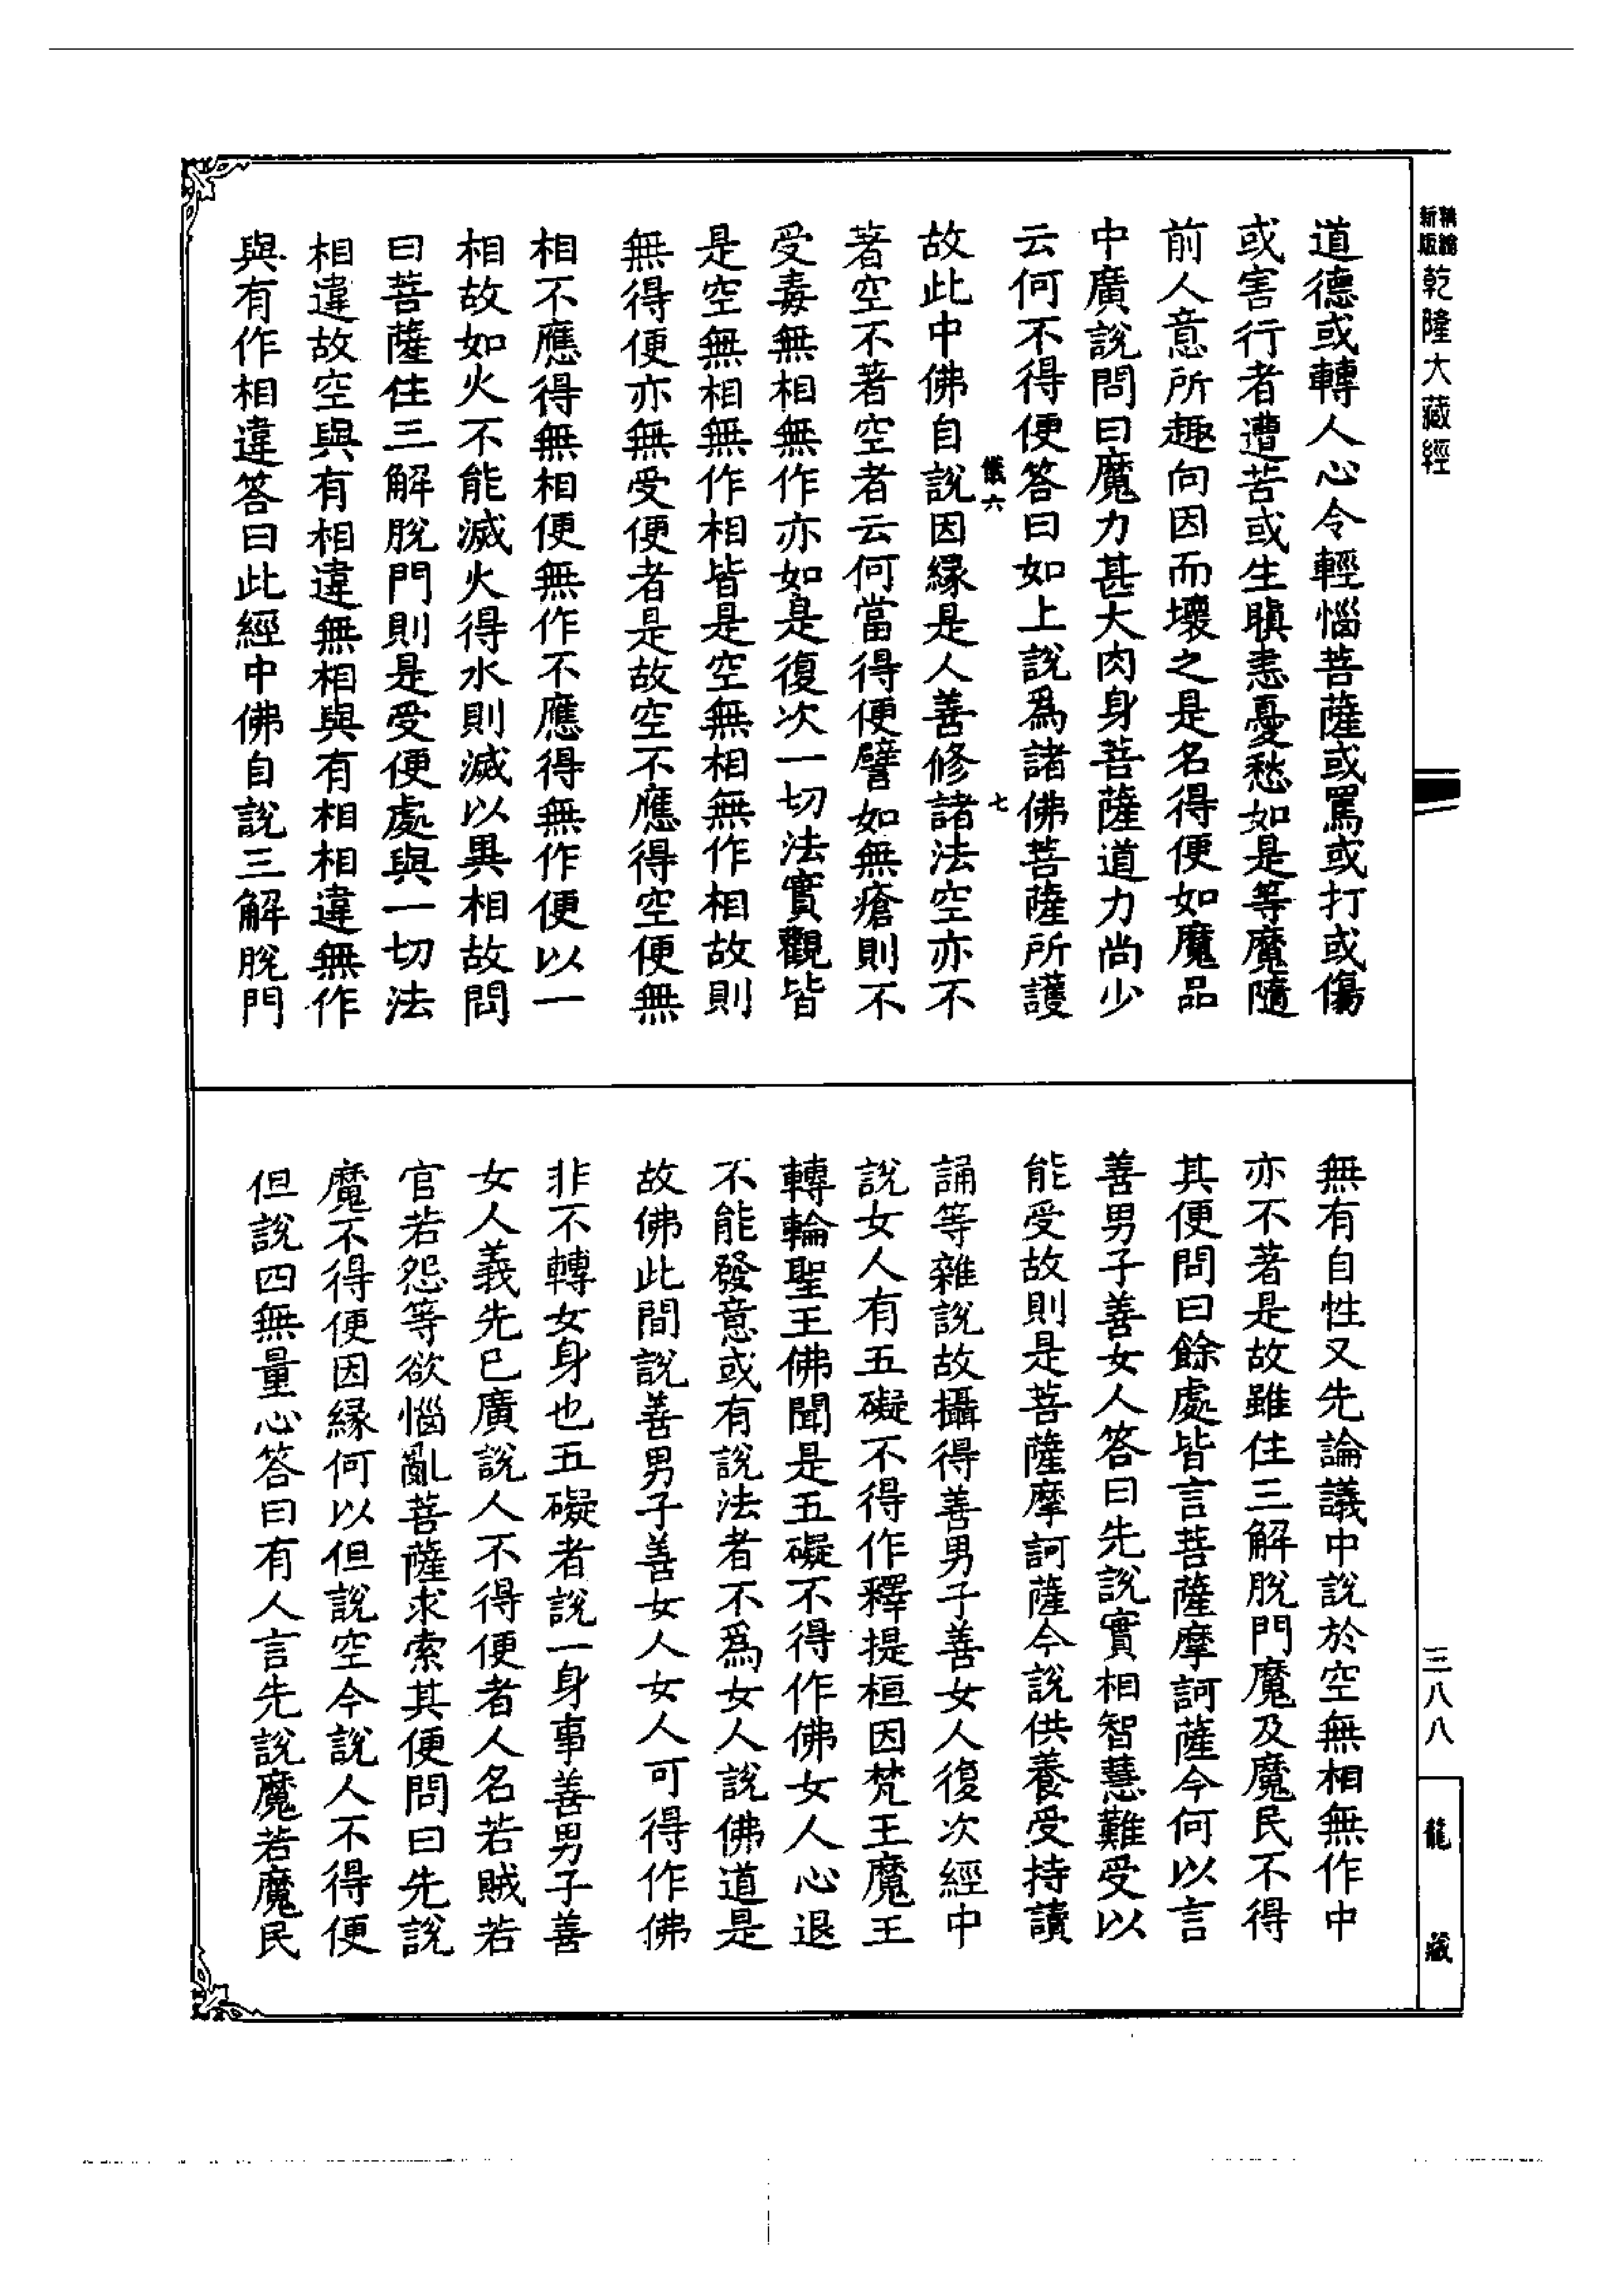 精縮新版乾隆大藏經
道德或轉人心令輕惱菩薩或罵或打或傷
或害行者遭苦或生瞋恚憂愁如是等魔隨
前人意所趣向因而壞之是名得便如魔品
中廣說問曰魔力甚大肉身菩薩道力尚少
云何不得便答曰如上說爲諸佛菩薩所護
儀六 七
故此中佛自說因緣是人善修諸法空亦不
著空不著空者云何當得便譬如無瘡則不
受毒無相無作亦如是復次一切法實觀皆
是空無相無作相皆是空無相無作相故則
無得便亦無受便者是故空不應得空便無
相不應得無相便無作不應得無作便以一
相故如火不能滅火得水則滅以異相故問
曰菩薩住三解脫門則是受便處與一切法
相違故空與有相違無相與有相相違無作
與有作相違答曰此經中佛自說三解脫門
無有自性又先論議中說於空無相無作中
亦不著是故雖住三解脫門魔及魔民不得
其便問曰餘處皆言菩薩摩訶薩今何以言
善男子善女人答曰先說實相智慧難受以
能受故則是菩薩摩訶薩今說供養受持讀
誦等雜說故攝得善男子善女人復次經中
說女人有五礙不得作釋提桓因梵王魔王
轉輪聖王佛聞是五礙不得作佛女人心退
不能發意或有說法者不爲女人說佛道是
故佛此間說善男子善女人女人可得作佛
非不轉女身也五礙者說一身事善男子善
女人義先已廣說人不得便者人名若賊若
官若怨等欲惱亂菩薩求索其便問曰先說
魔不得便因緣何以但說空今說人不得便
但說四無量心答曰有人言先說魔若魔民
三八八
龍藏